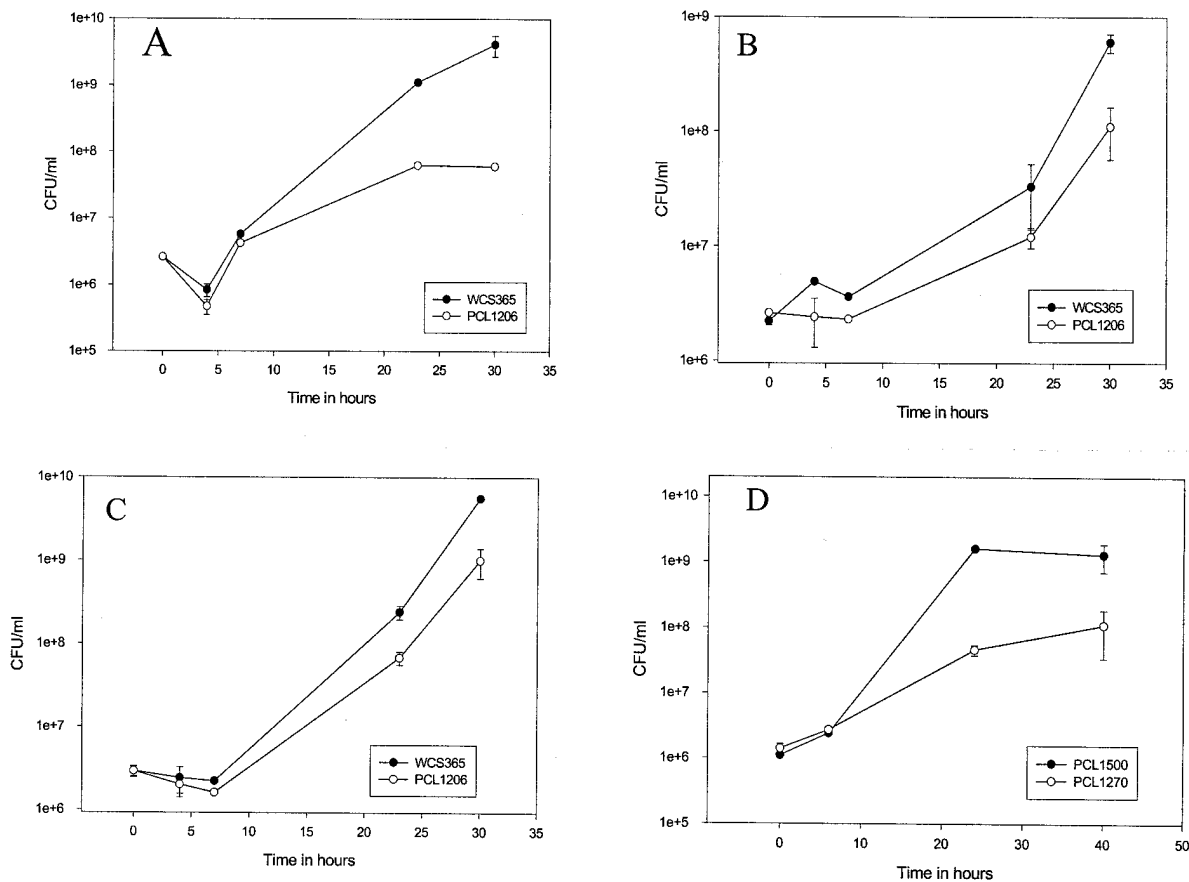 A
1e+10
1e+9
1e+8
1e+7
1e+6
1e+5
CFU/ml
WCS365
PCL1206
0 5 10 15 20 25 30 35
Time in hours
B
1e+9
1e+8
1e+7
1e+6
CFU/ml
WCS365
PCL1206
0 5 10 15 20 25 30 35
Time in hours
C
1e+10
1e+9
1e+8
1e+7
1e+6
CFU/ml
WCS365
PCL1206
0 5 10 15 20 25 30 35
Time in hours
D
1e+10
1e+9
1e+8
1e+7
1e+6
1e+5
CFU/ml
PCL1500
PCL1270
0 10 20 30 40 50
Time in hours